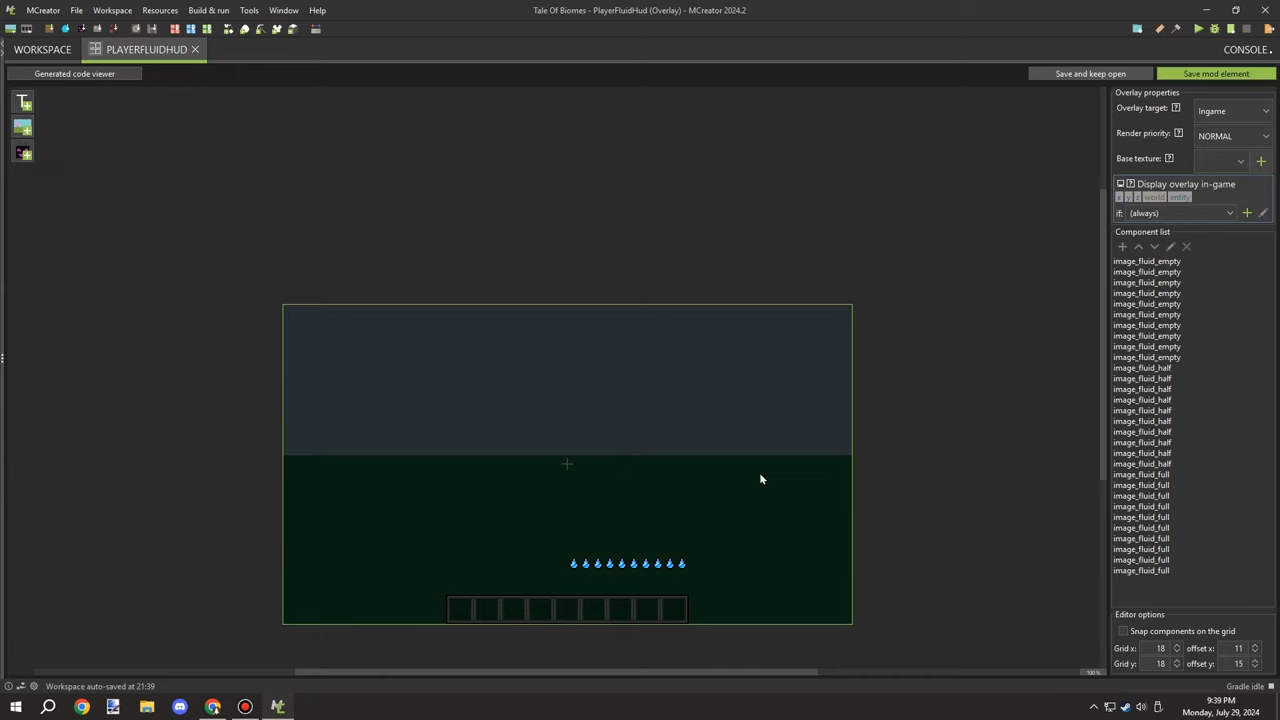 MCreator File Workspace Resources Build & run Tools Window Help
Tale Of Biomes - PlayerFluidHud (Overlay) - MCreator 2024.2
WORKSPACE
PLAYERFLUIDHUD
CONSOLE
Generated code viewer
Save and keep open
Save mod element
Overlay properties
Overlay target: Ingame
Render priority: NORMAL
Base texture:
Display overlay in-game
x y z world entity
if: (always)
Component list
image_fluid_empty
image_fluid_empty
image_fluid_empty
image_fluid_empty
image_fluid_empty
image_fluid_empty
image_fluid_empty
image_fluid_empty
image_fluid_empty
image_fluid_empty
image_fluid_half
image_fluid_half
image_fluid_half
image_fluid_half
image_fluid_half
image_fluid_half
image_fluid_half
image_fluid_half
image_fluid_half
image_fluid_half
image_fluid_full
image_fluid_full
image_fluid_full
image_fluid_full
image_fluid_full
image_fluid_full
image_fluid_full
image_fluid_full
image_fluid_full
image_fluid_full
Editor options
Snap components on the grid
Grid x: 18 offset x: 11
Grid y: 18 offset y: 15
100 %
Workspace auto-saved at 21:39
Gradle idle
9:39 PM
Monday, July 29, 2024